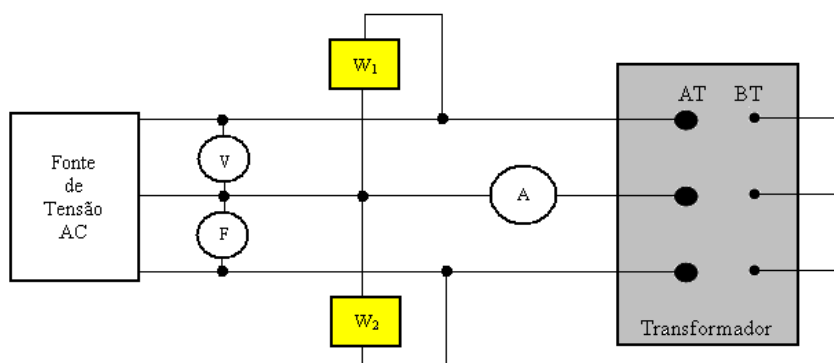 W1
AT BT
Fonte
de
Tensão
AC
V
A
F
W2
Transformador